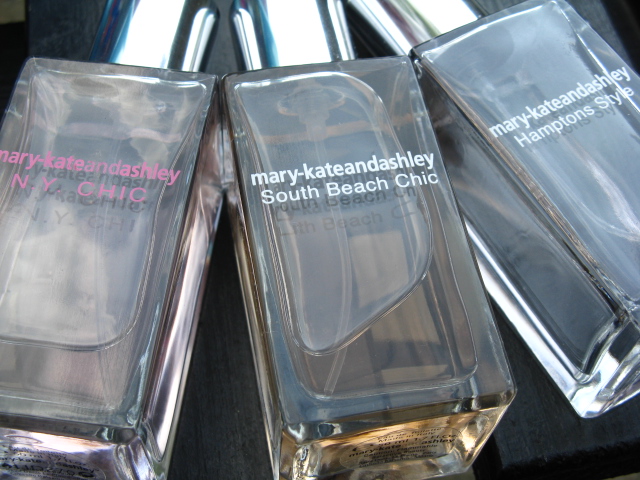 mary-kateandashley
N.Y. CHIC
mary-kateandashley
South Beach Chic
mary-kateandashley
Hamptons Style